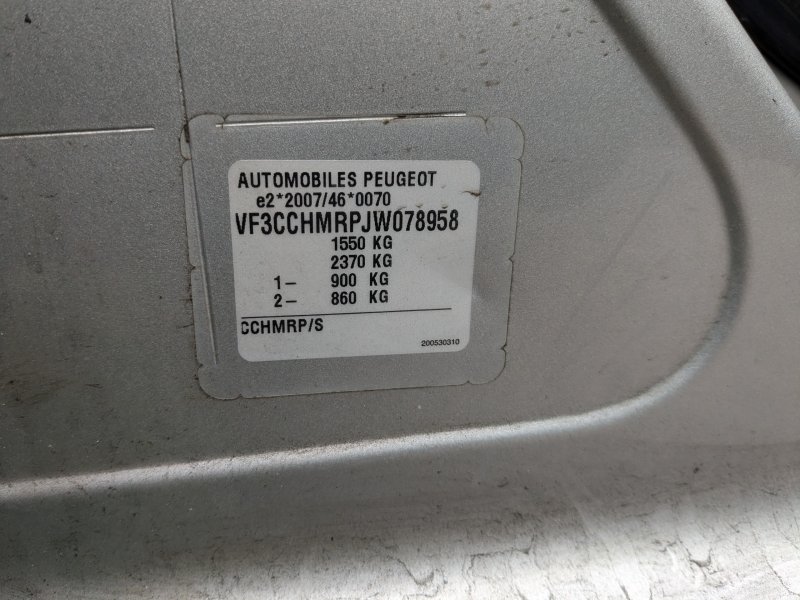 AUTOMOBILES PEUGEOT
e2*2007/46*0070
VF3CCHMRPJW078958
1550 KG
2370 KG
1– 900 KG
2– 860 KG
CCHMRP/S
200530310